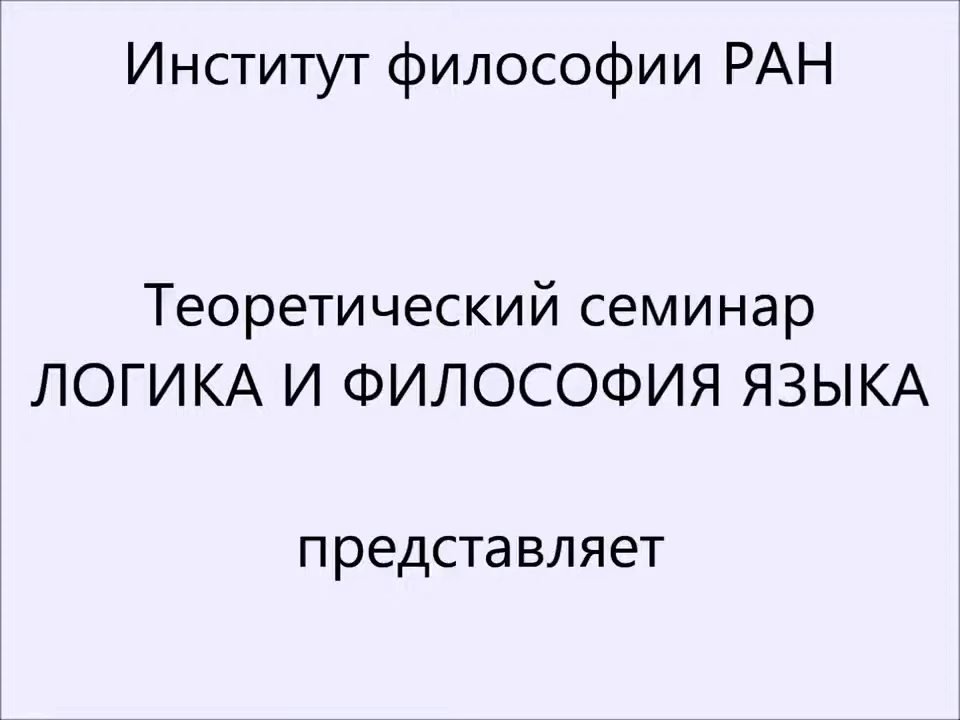 Институт философии РАН
Теоретический семинар
ЛОГИКА И ФИЛОСОФИЯ ЯЗЫКА
представляет